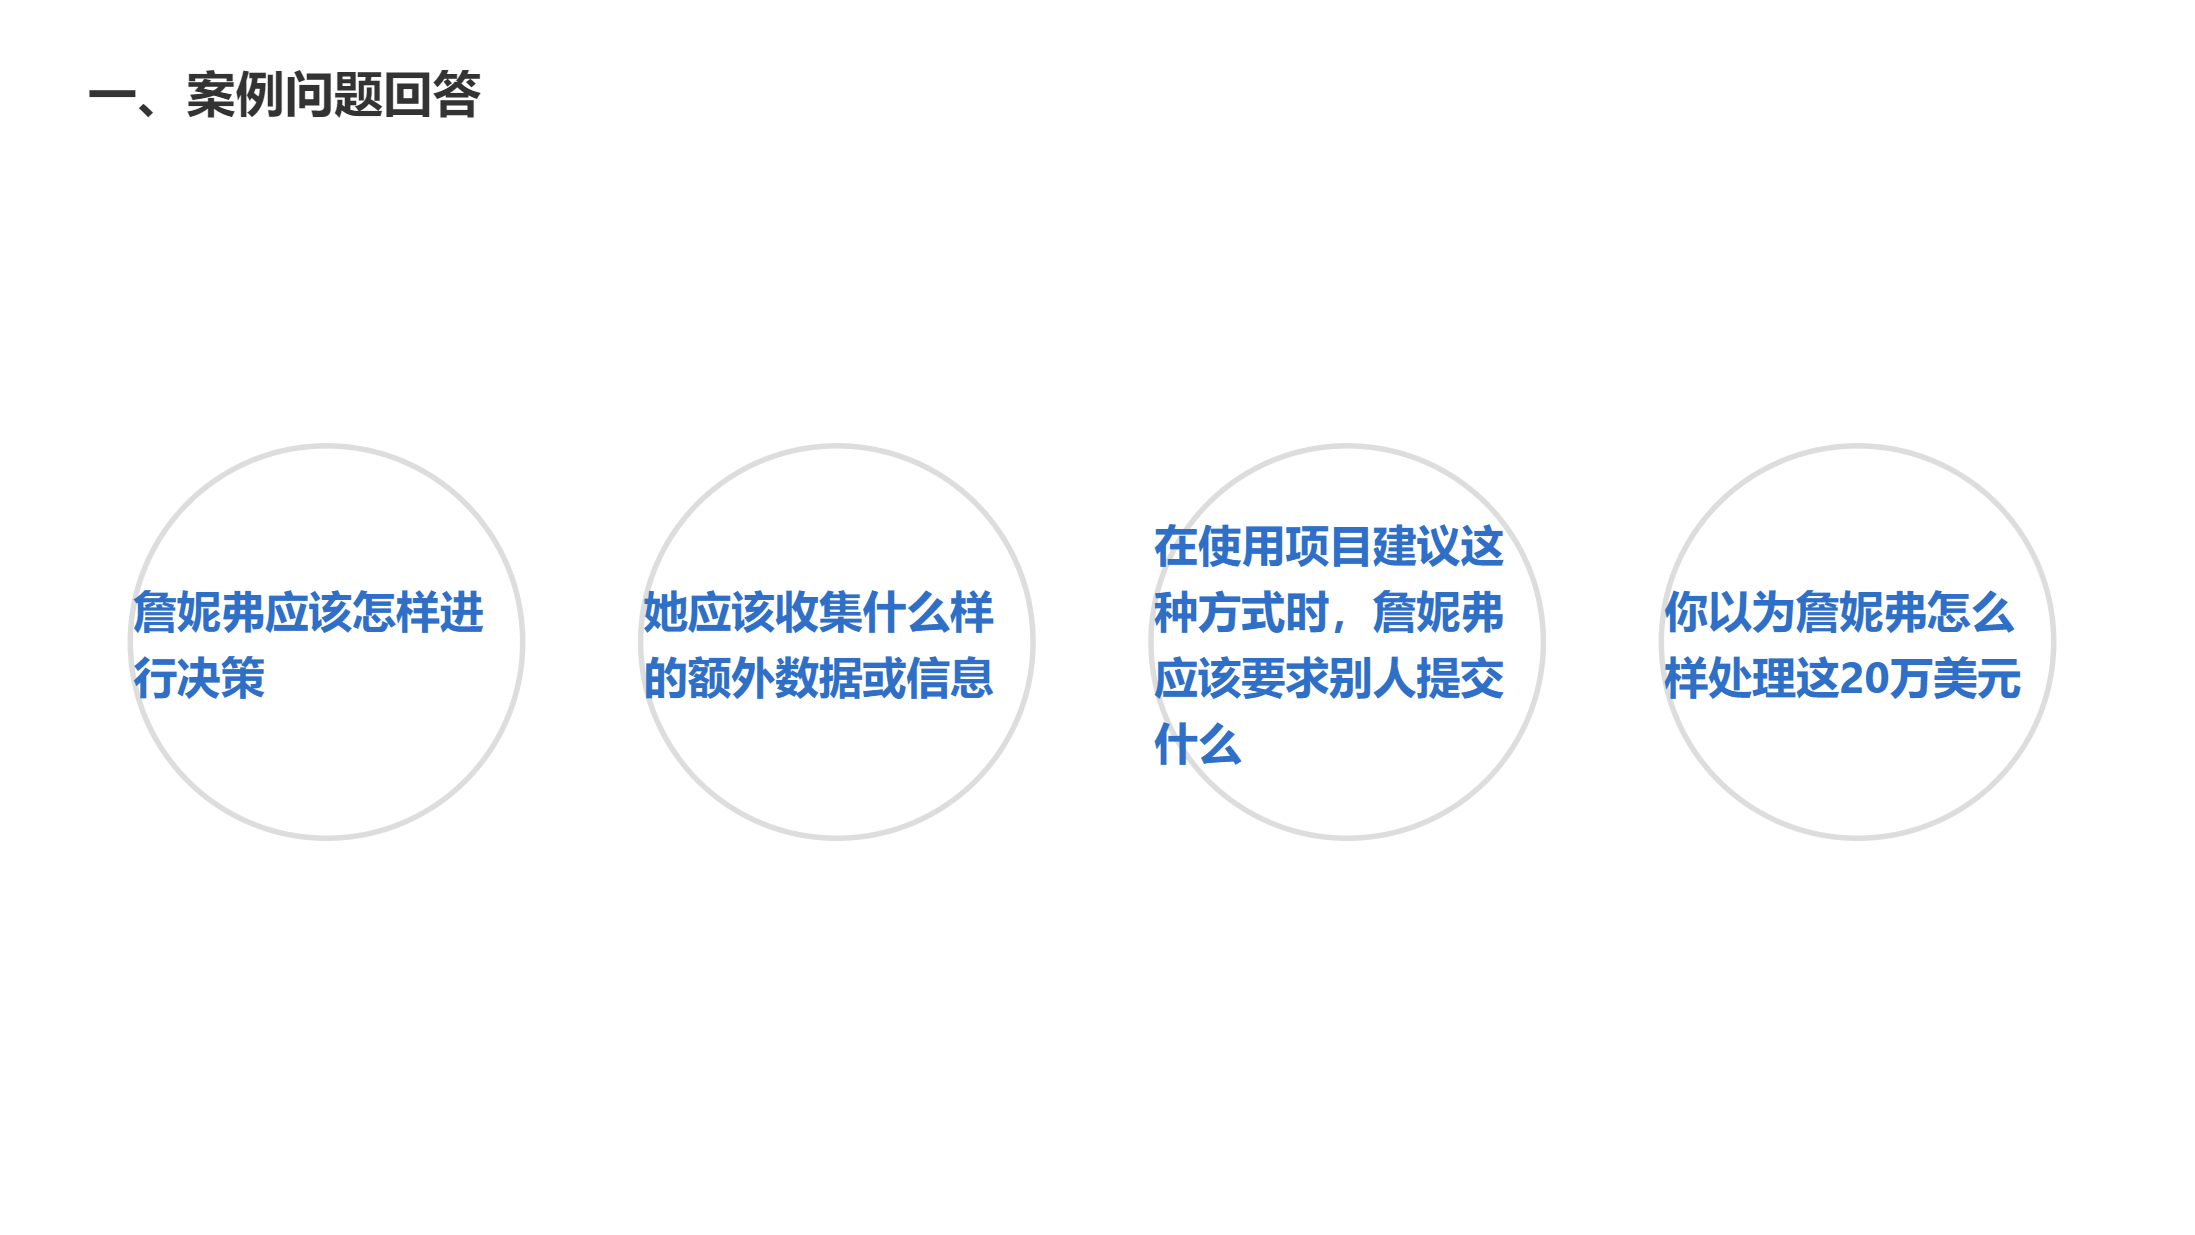 一、案例问题回答
詹妮弗应该怎样进
行决策
她应该收集什么样
的额外数据或信息
在使用项目建议这
种方式时，詹妮弗
应该要求别人提交
什么
你以为詹妮弗怎么
样处理这20万美元